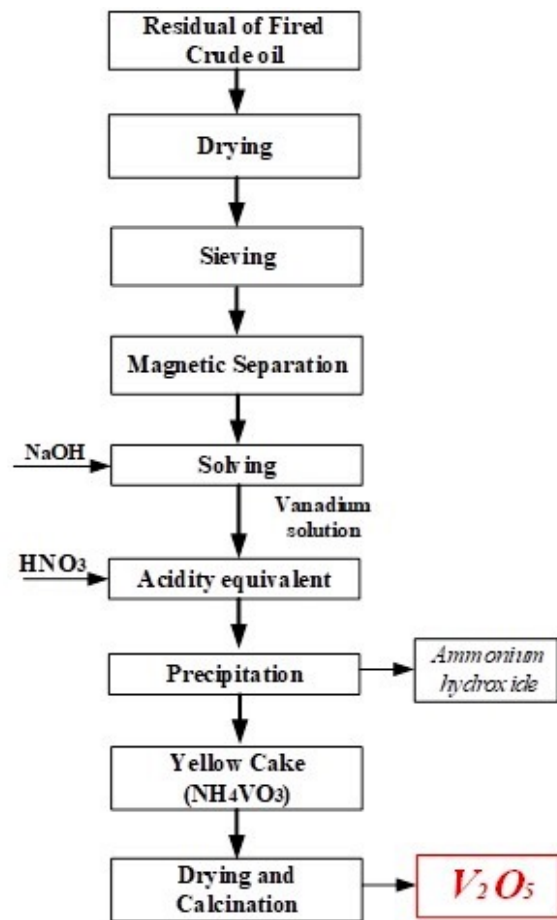 Residual of Fired
Crude oil
Drying
Sieving
Magnetic Separation
NaOH
Solving
Vanadium
solution
HNO3
Acidity equivalent
Precipitation
Ammonium
hydroxicle
Yellow Cake
(NH4VO3)
Drying and
Calcination
V2O5